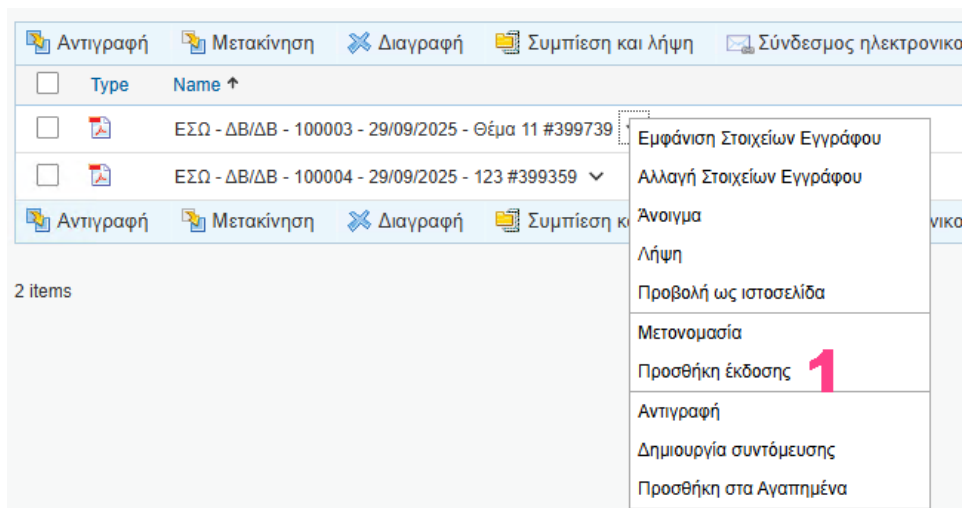 Αντιγραφή Μετακίνηση Διαγραφή Συμπίεση και λήψη Σύνδεσμος ηλεκτρονικο
Type Name ↑
ΕΣΩ - ΔΒ/ΔΒ - 100003 - 29/09/2025 - Θέμα 11 #399739
ΕΣΩ - ΔΒ/ΔΒ - 100004 - 29/09/2025 - 123 #399359
Αντιγραφή Μετακίνηση Διαγραφή Συμπίεση κ νικο
2 items
Εμφάνιση Στοιχείων Εγγράφου
Αλλαγή Στοιχείων Εγγράφου
Άνοιγμα
Λήψη
Προβολή ως ιστοσελίδα
Μετονομασία
Προσθήκη έκδοσης 1
Αντιγραφή
Δημιουργία συντόμευσης
Προσθήκη στα Αγαπημένα